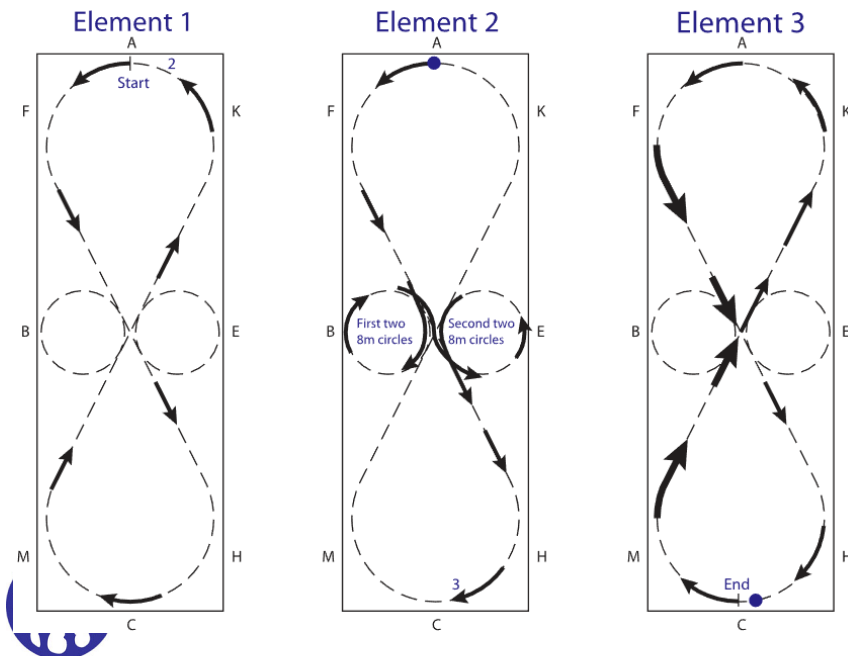 Element 1
A
2
Start
F
K
B
E
M
H
C
Element 2
A
F
K
B
First two
8m circles
Second two
8m circles
E
M
H
3
C
Element 3
A
F
K
B
E
M
H
End
C